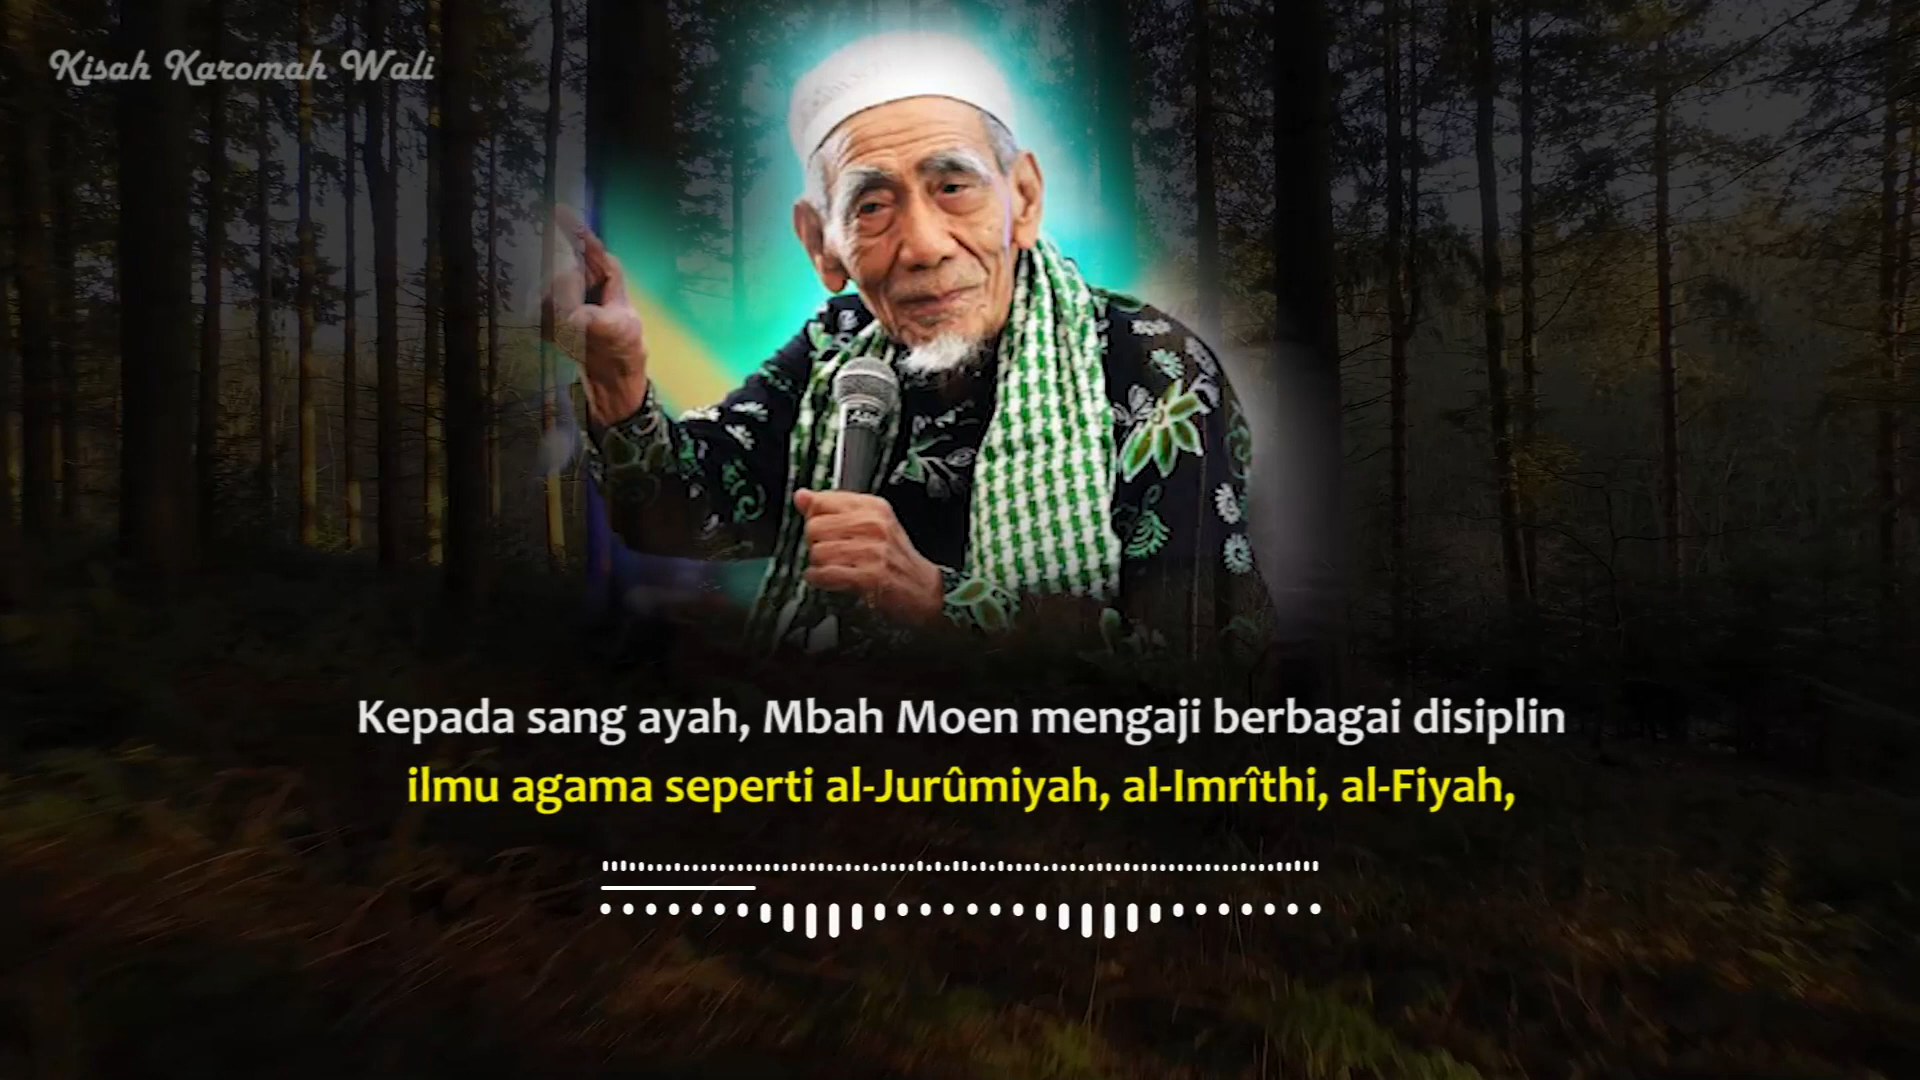 Kisah Karomah Wali
Kepada sang ayah, Mbah Moen mengaji berbagai disiplin
ilmu agama seperti al-Jurûmiyah, al-Imrîthi, al-Fiyah,